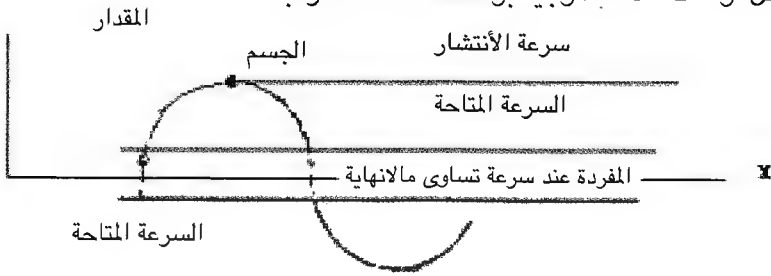 المقدار
سرعة الأنتشار
الجسم
السرعة المتاحة
المفردة عند سرعة تساوى مالانهاية
x
السرعة المتاحة